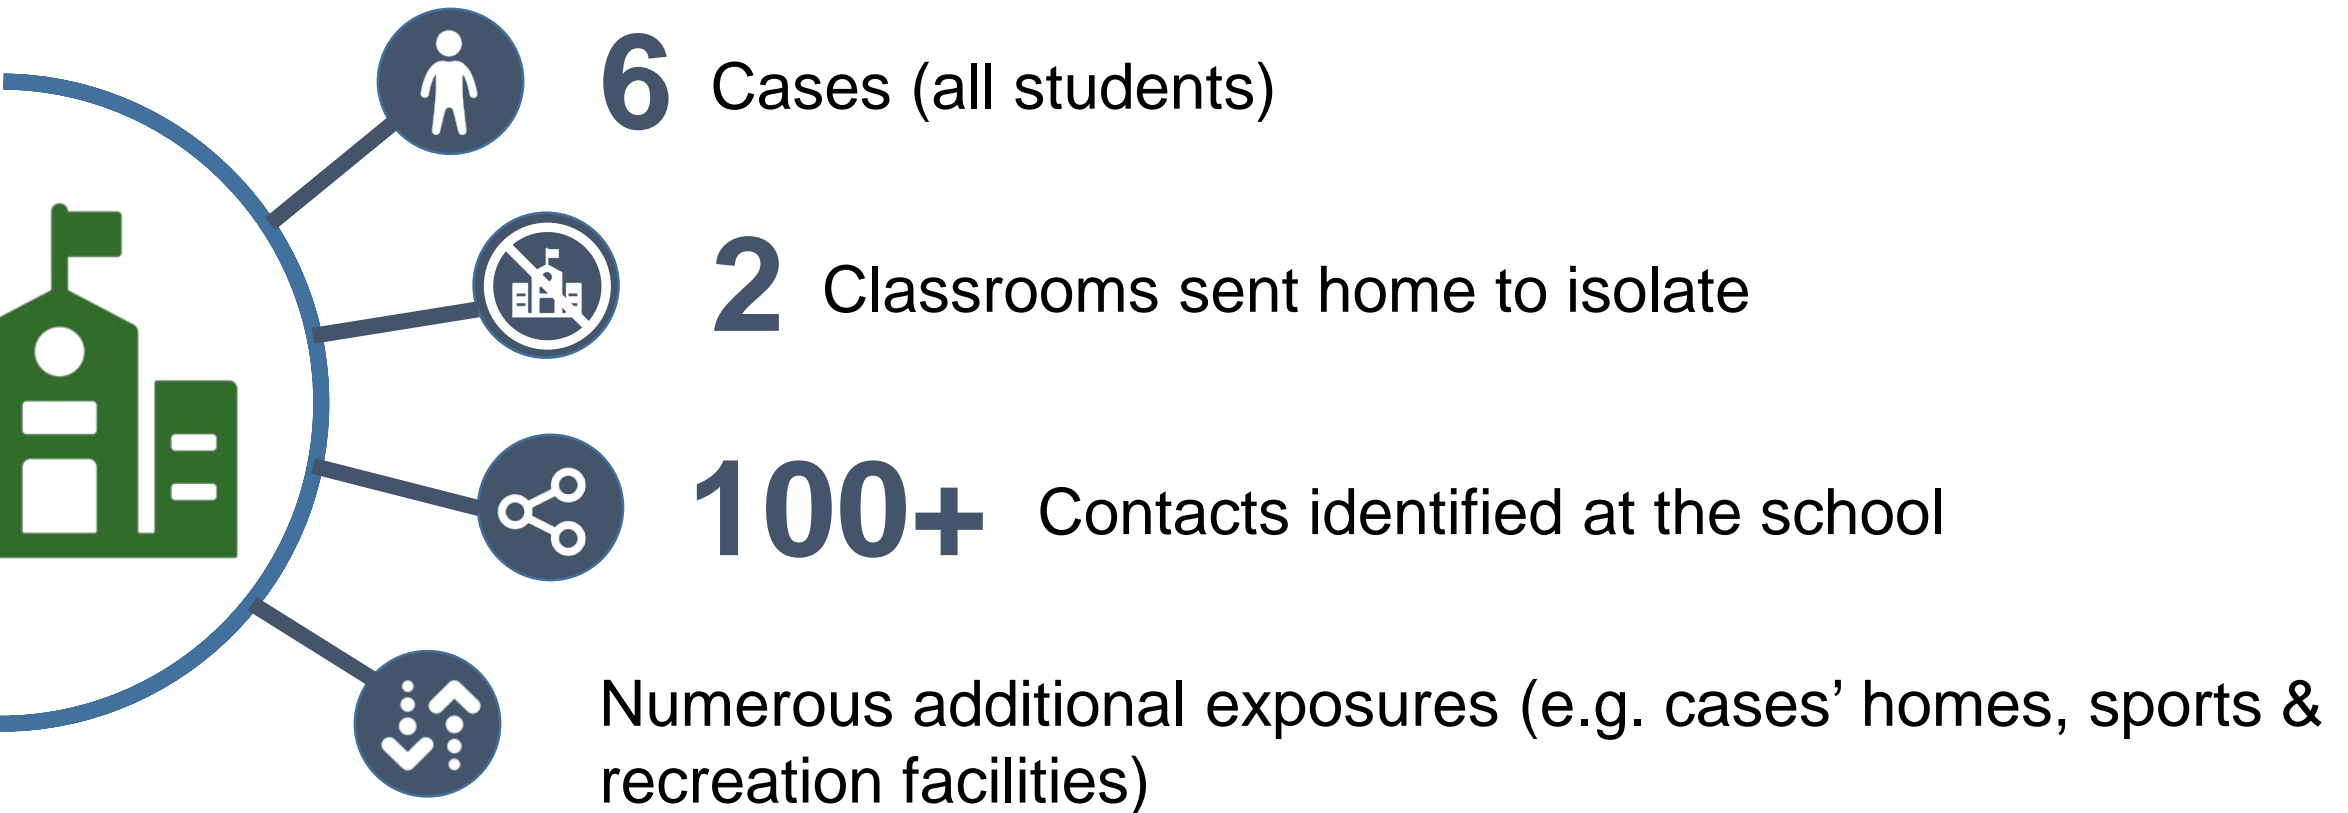 6 Cases (all students)
2 Classrooms sent home to isolate
100+ Contacts identified at the school
Numerous additional exposures (e.g. cases’ homes, sports &
recreation facilities)